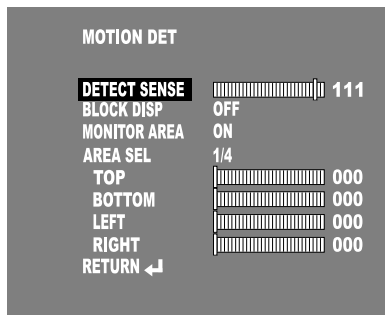 MOTION DET
DETECT SENSE 111
BLOCK DISP OFF
MONITOR AREA ON
AREA SEL 1/4
TOP 000
BOTTOM 000
LEFT 000
RIGHT 000
RETURN